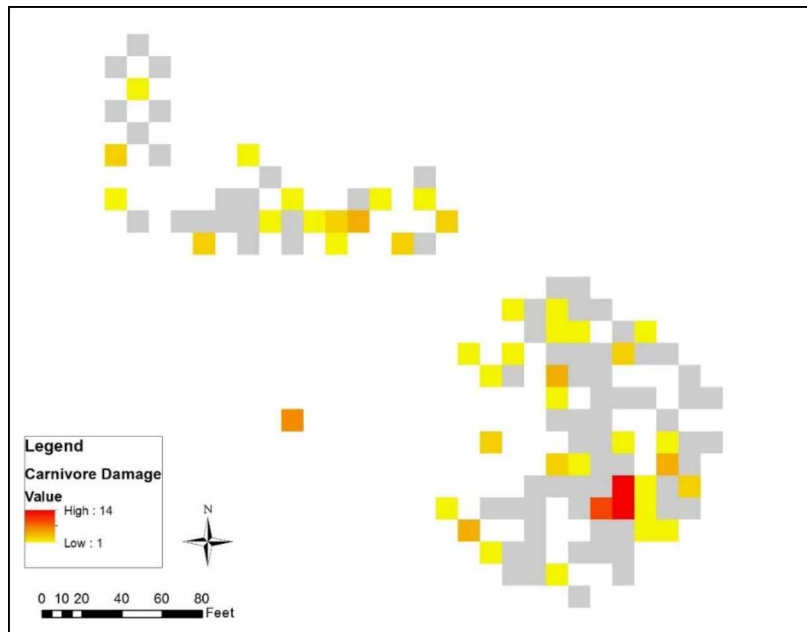 Legend
Carnivore Damage
Value
High : 14
Low : 1
N
0 10 20 40 60 80
Feet